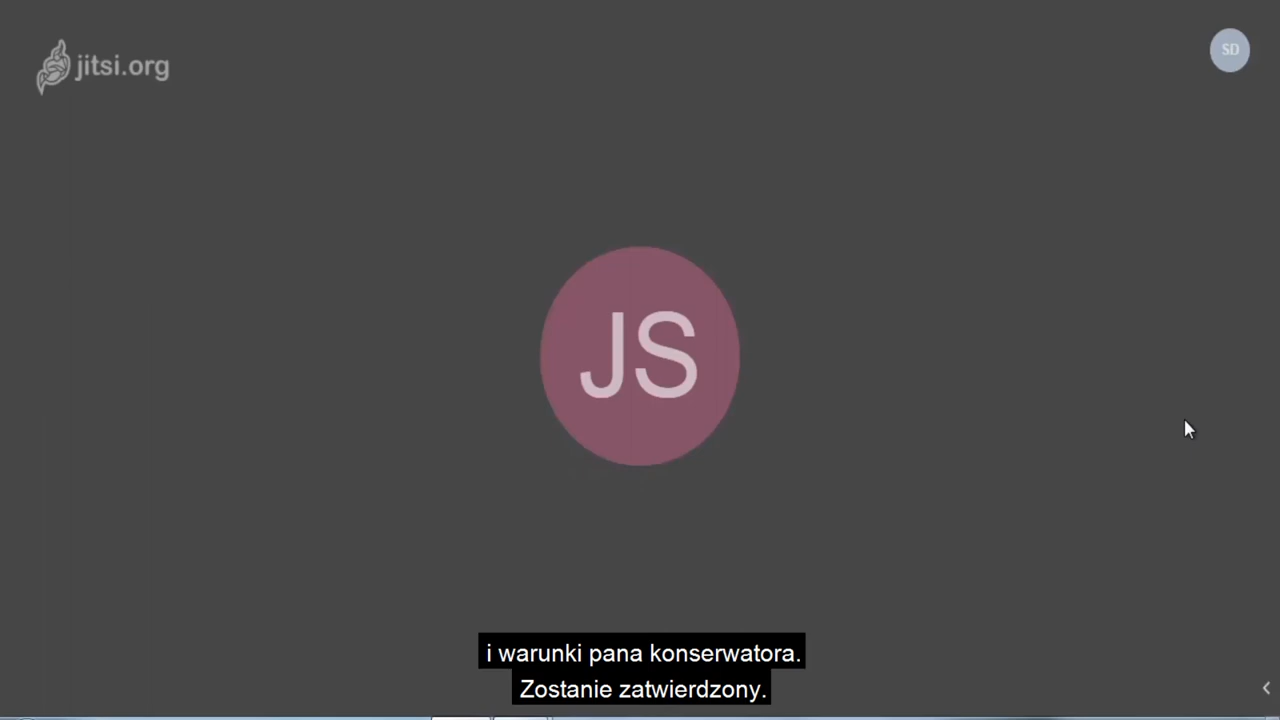 jitsi.org
SD
JS
i warunki pana konserwatora.
Zostanie zatwierdzony.